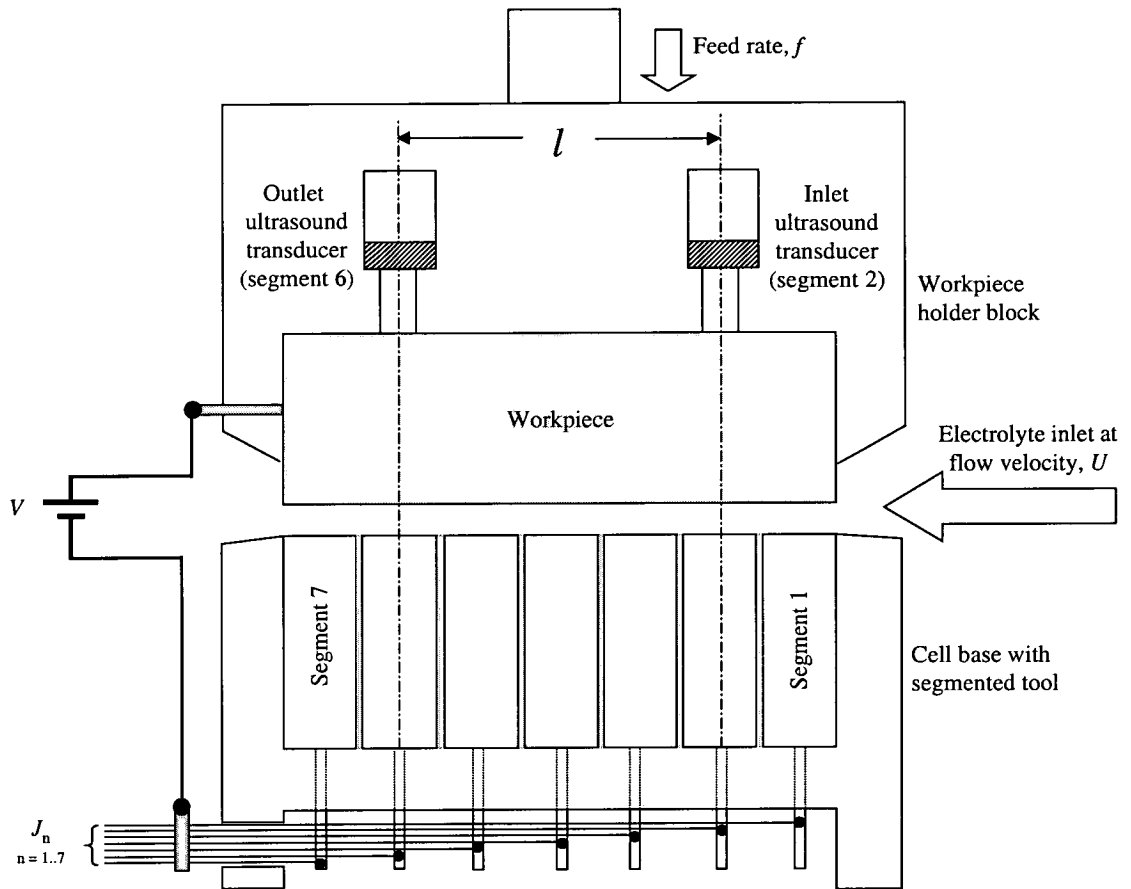 Feed rate, f
l
Outlet
ultrasound
transducer
(segment 6)
Inlet
ultrasound
transducer
(segment 2)
Workpiece
holder block
Workpiece
Electrolyte inlet at
flow velocity, U
V
Segment 7
Segment 1
Cell base with
segmented tool
Jn
n = 1..7